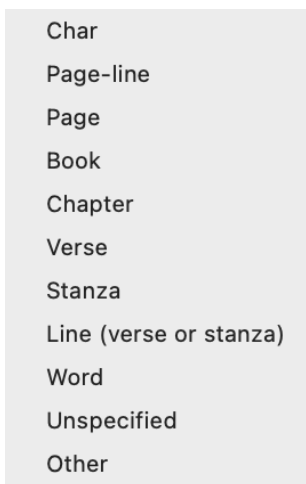 Char
Page-line
Page
Book
Chapter
Verse
Stanza
Line (verse or stanza)
Word
Unspecified
Other